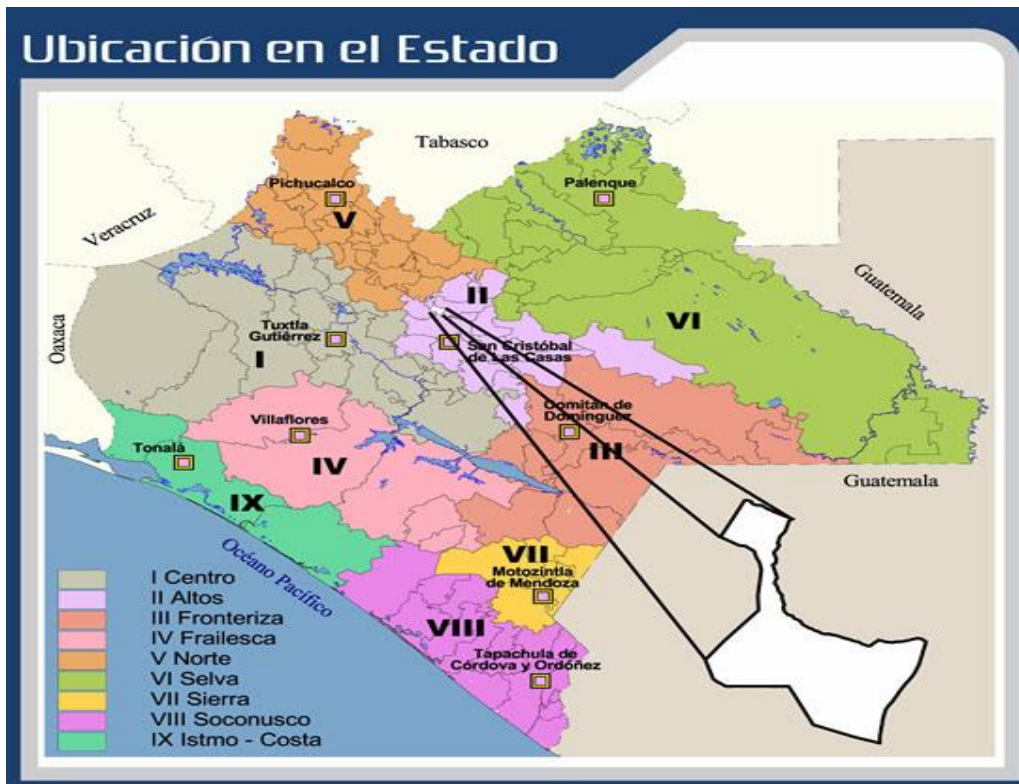 Ubicación en el Estado
Tabasco
Pichucalco
Palenque
V
Veracruz
Guatemala
II
VI
Oaxaca
Tuxtla
Gutiérrez
San Cristóbal
de Las Casas
I
Comitán de
Domínguez
Villaflores
III
Tonalá
IV
Guatemala
IX
Océano Pacífico
VII
Motozintla
de Mendoza
VIII
Tapachula de
Córdova y Ordóñez
I Centro
II Altos
III Fronteriza
IV Frailesca
V Norte
VI Selva
VII Sierra
VIII Soconusco
IX Istmo - Costa